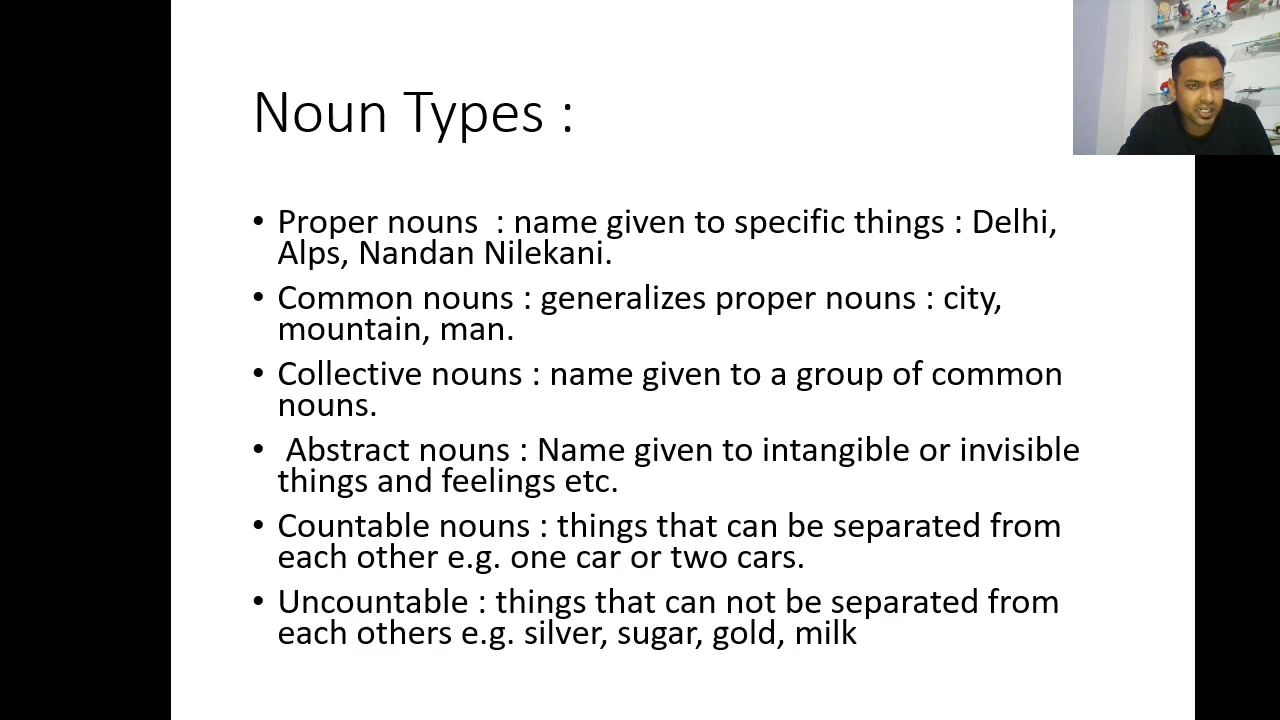 Noun Types :
• Proper nouns  : name given to specific things : Delhi,
Alps, Nandan Nilekani.
• Common nouns : generalizes proper nouns : city,
mountain, man.
• Collective nouns : name given to a group of common
nouns.
•  Abstract nouns : Name given to intangible or invisible
things and feelings etc.
• Countable nouns : things that can be separated from
each other e.g. one car or two cars.
• Uncountable : things that can not be separated from
each others e.g. silver, sugar, gold, milk